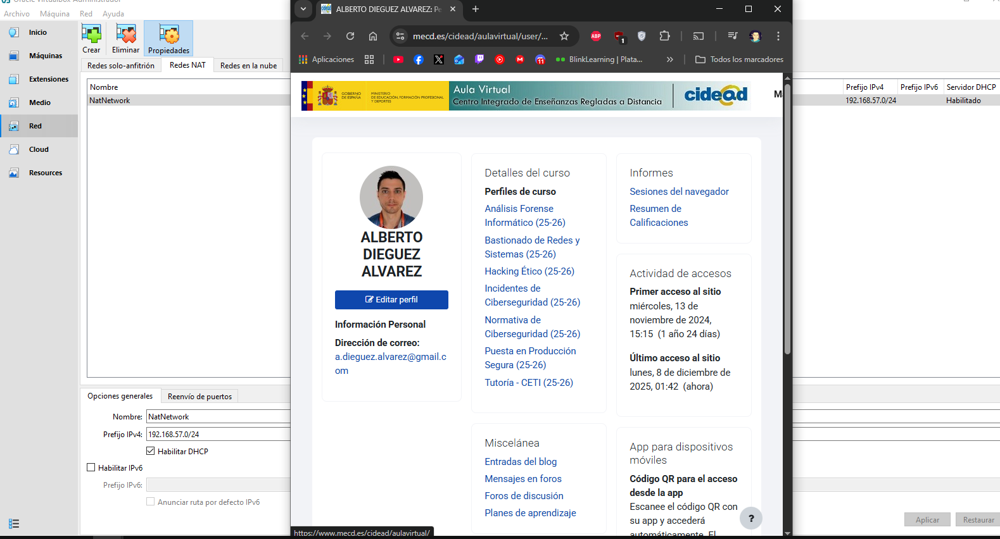 Oracle VirtualBox Administrador
Archivo Máquina Red Ayuda
Inicio
Máquinas
Extensiones
Medio
Red
Cloud
Resources
Crear
Eliminar
Propiedades
Redes solo-anfitrión
Redes NAT
Redes en la nube
Nombre
NatNetwork
Prefijo IPv4
Prefijo IPv6
Servidor DHCP
192.168.57.0/24
Habilitado
Opciones generales
Reenvío de puertos
Nombre:
NatNetwork
Prefijo IPv4:
192.168.57.0/24
Habilitar DHCP
Habilitar IPv6
Prefijo IPv6:
Anunciar ruta por defecto IPv6
Aplicar
Restaurar
ALBERTO DIEGUEZ ALVAREZ: Pe
mecd.es/cidead/aulavirtual/user/...
ABP
1
Aplicaciones
11
BlinkLearning | Plata...
Todos los marcadores
GOBIERNO
DE ESPAÑA
MINISTERIO
DE EDUCACIÓN, FORMACIÓN PROFESIONAL
Y DEPORTES
Aula Virtual
Centro Integrado de Enseñanzas Regladas a Distancia
cidead
ALBERTO
DIEGUEZ
ALVAREZ
Editar perfil
Información Personal
Dirección de correo:
a.dieguez.alvarez@gmail.c
om
Detalles del curso
Perfiles de curso
Análisis Forense
Informático (25-26)
Bastionado de Redes y
Sistemas (25-26)
Hacking Ético (25-26)
Incidentes de
Ciberseguridad (25-26)
Normativa de
Ciberseguridad (25-26)
Puesta en Producción
Segura (25-26)
Tutoría - CETI (25-26)
Miscelánea
Entradas del blog
Mensajes en foros
Foros de discusión
Planes de aprendizaje
Informes
Sesiones del navegador
Resumen de
Calificaciones
Actividad de accesos
Primer acceso al sitio
miércoles, 13 de
noviembre de 2024,
15:15 (1 año 24 días)
Último acceso al sitio
lunes, 8 de diciembre de
2025, 01:42 (ahora)
App para dispositivos
móviles
Código QR para el acceso
desde la app
Escanee el código QR con
su app y accederá
automáticamente. El
?
https://www.mecd.es/cidead/aulavirtual/